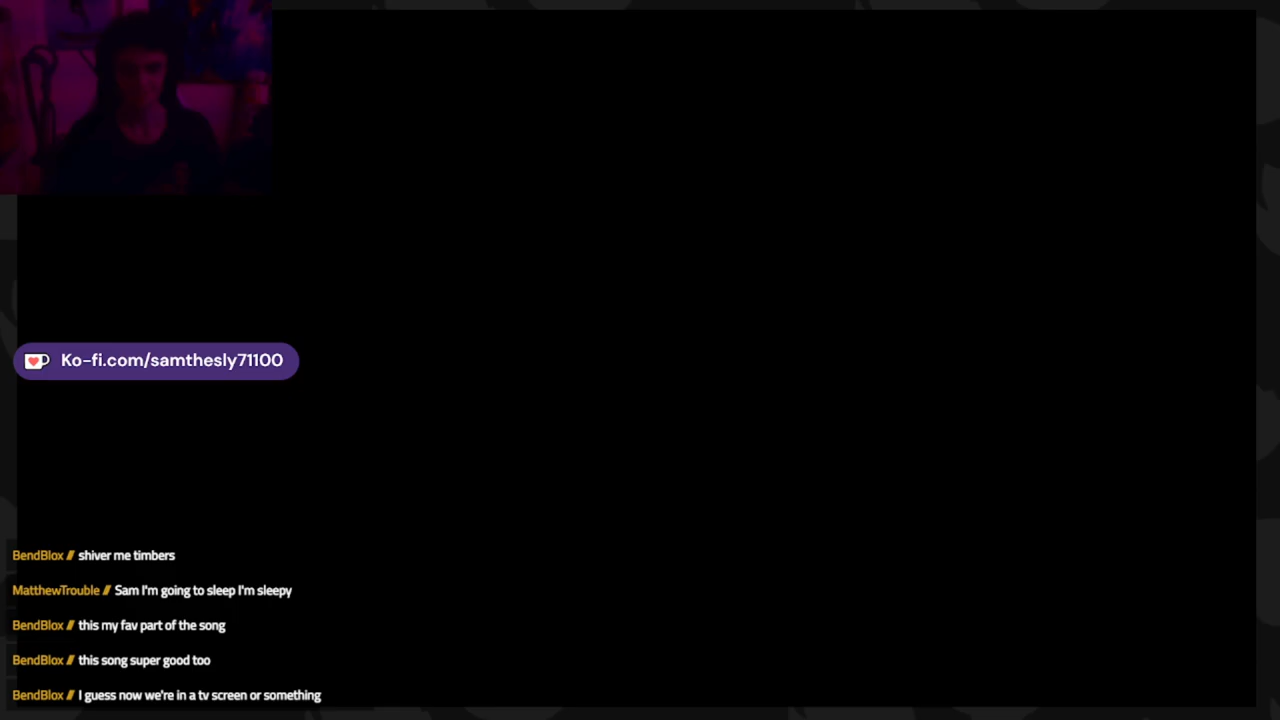 Ko-fi.com/samthesly71100
BendBlox // shiver me timbers
MatthewTrouble // Sam I'm going to sleep I'm sleepy
BendBlox // this my fav part of the song
BendBlox // this song super good too
BendBlox // I guess now we're in a tv screen or something